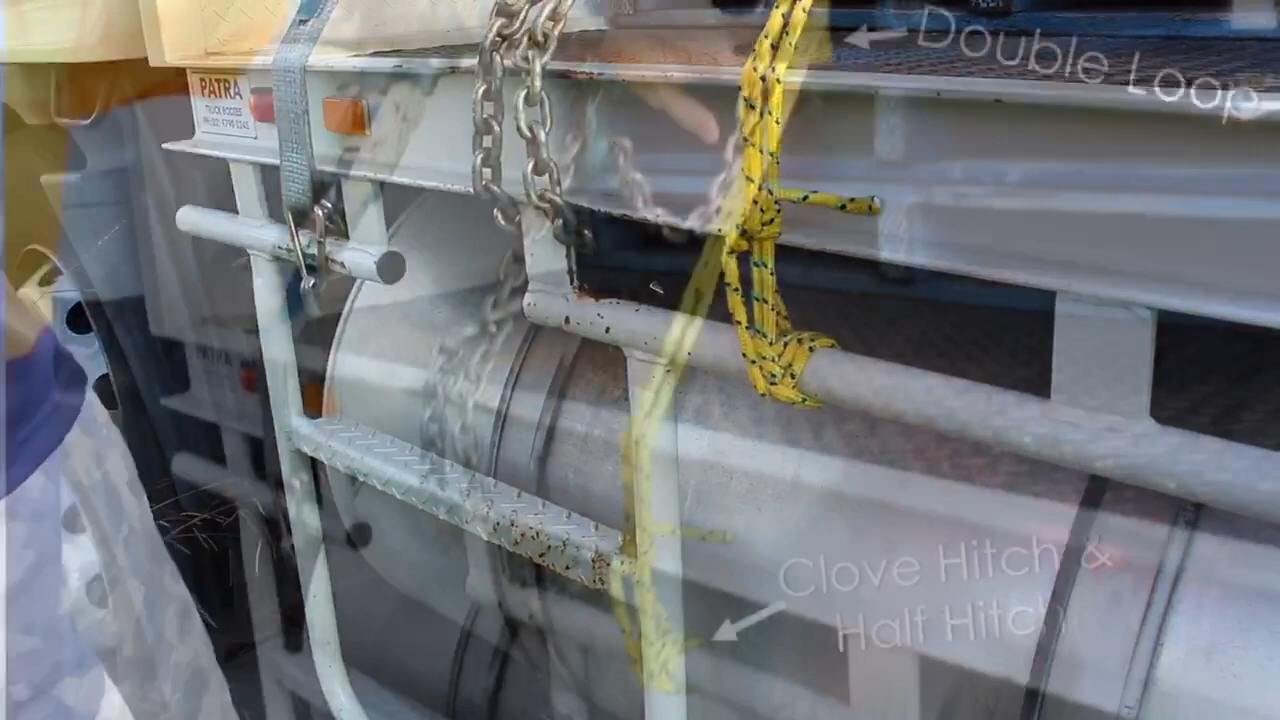 Double Loop
PATRA
TRUCK BODIES
Clove Hitch &
Half Hitch